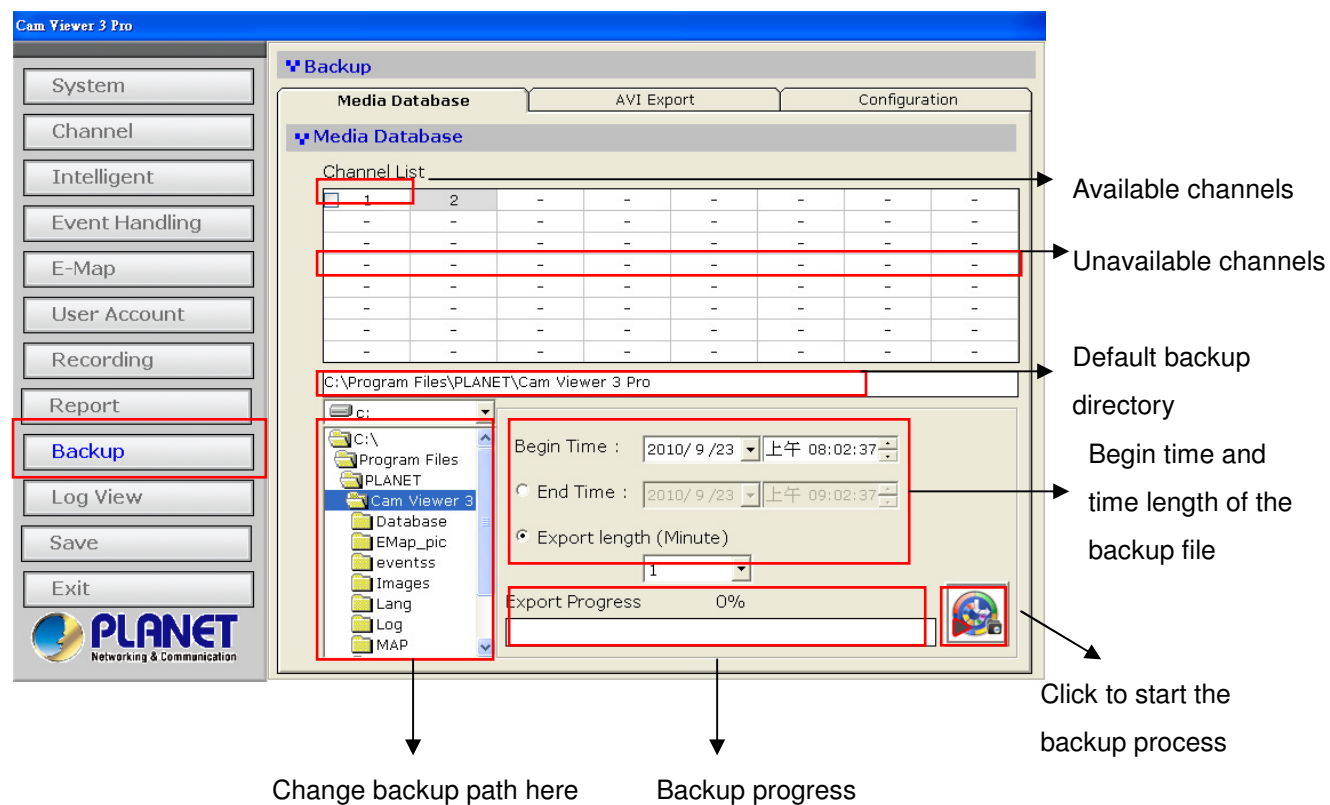 Cam Viewer 3 Pro
System
Channel
Intelligent
Event Handling
E-Map
User Account
Recording
Report
Backup
Log View
Save
Exit
PLANET
Networking & Communication
Backup
Media Database
AVI Export
Configuration
Media Database
Channel List
1 2 - - - - - -
- - - - - - - -
- - - - - - - -
- - - - - - - -
- - - - - - - -
- - - - - - - -
- - - - - - - -
- - - - - - - -
C:\Program Files\PLANET\Cam Viewer 3 Pro
c:
C:\
Program Files
PLANET
Cam Viewer 3
Database
EMap_pic
eventss
Images
Lang
Log
MAP
Begin Time : 2010/ 9 /23 上午 08:02:37
End Time : 2010/ 9 /23 上午 09:02:37
Export length (Minute)
1
Export Progress 0%
Available channels
Unavailable channels
Default backup
directory
Begin time and
time length of the
backup file
Click to start the
backup process
Change backup path here
Backup progress